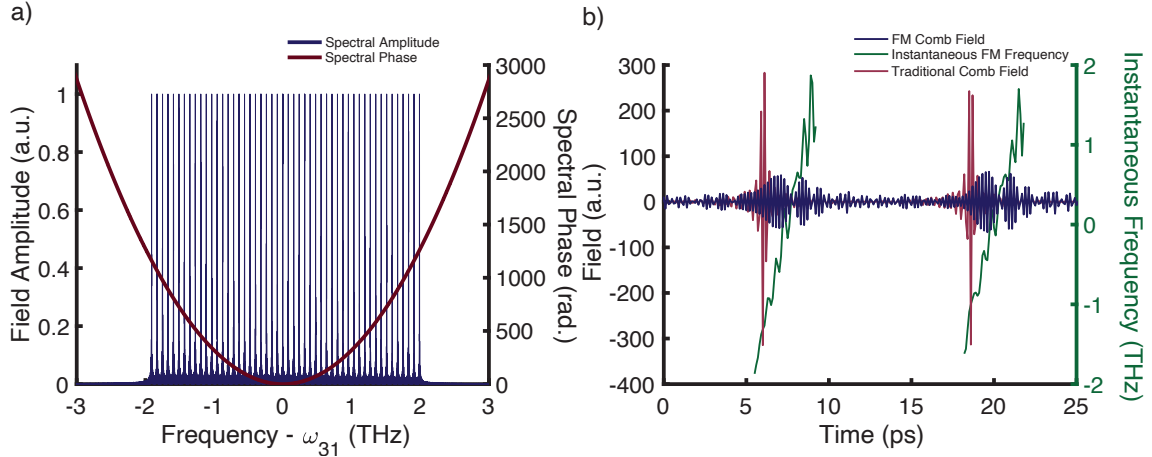 a)
Spectral Amplitude
Spectral Phase
Field Amplitude (a.u.)
1
0.8
0.6
0.4
0.2
0
3000
2500
2000
1500
1000
500
0
Spectral Phase (rad.)
-3 -2 -1 0 1 2 3
Frequency - ω31 (THz)
b)
FM Comb Field
Instantaneous FM Frequency
Traditional Comb Field
Field (a.u.)
300
200
100
0
-100
-200
-300
-400
2
1
0
-1
-2
Instantaneous Frequency (THz)
0 5 10 15 20 25
Time (ps)